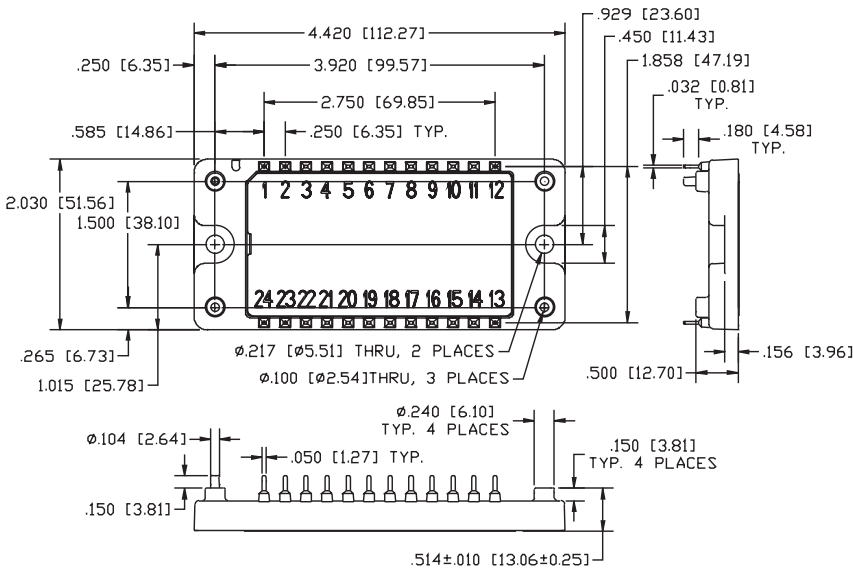 .929 [23.60]
4.420 [112.27]
.450 [11.43]
.250 [6.35]
3.920 [99.57]
1.858 [47.19]
.032 [0.81]
TYP.
2.750 [69.85]
.585 [14.86]
.250 [6.35] TYP.
.180 [4.58]
TYP.
1 2 3 4 5 6 7 8 9 10 11 12
2.030 [51.56]
1.500 [38.10]
24 23 22 21 20 19 18 17 16 15 14 13
.265 [6.73]
ø.217 [ø5.51] THRU, 2 PLACES
.156 [3.96]
1.015 [25.78]
ø.100 [ø2.54]THRU, 3 PLACES
.500 [12.70]
ø.240 [6.10]
TYP. 4 PLACES
ø.104 [2.64]
.050 [1.27] TYP.
.150 [3.81]
TYP. 4 PLACES
.150 [3.81]
.514±.010 [13.06±0.25]